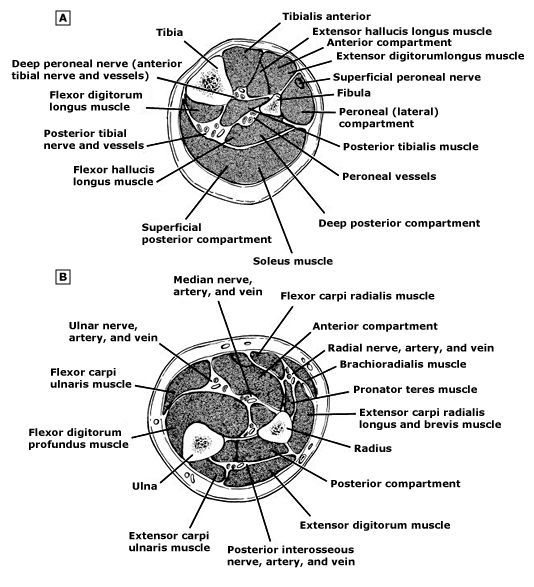 A
Tibialis anterior
Tibia
Extensor hallucis longus muscle
Anterior compartment
Extensor digitorumlongus muscle
Deep peroneal nerve (anterior
tibial nerve and vessels)
Superficial peroneal nerve
Flexor digitorum
longus muscle
Fibula
Peroneal (lateral)
compartment
Posterior tibial
nerve and vessels
Posterior tibialis muscle
Flexor hallucis
longus muscle
Peroneal vessels
Deep posterior compartment
Superficial
posterior compartment
Soleus muscle
B
Median nerve,
artery, and vein
Flexor carpi radialis muscle
Ulnar nerve,
artery, and vein
Anterior compartment
Radial nerve, artery, and vein
Brachioradialis muscle
Flexor carpi
ulnaris muscle
Pronator teres muscle
Extensor carpi radialis
longus and brevis muscle
Flexor digitorum
profundus muscle
Radius
Ulna
Posterior compartment
Extensor digitorum muscle
Extensor carpi
ulnaris muscle
Posterior interosseous
nerve, artery, and vein